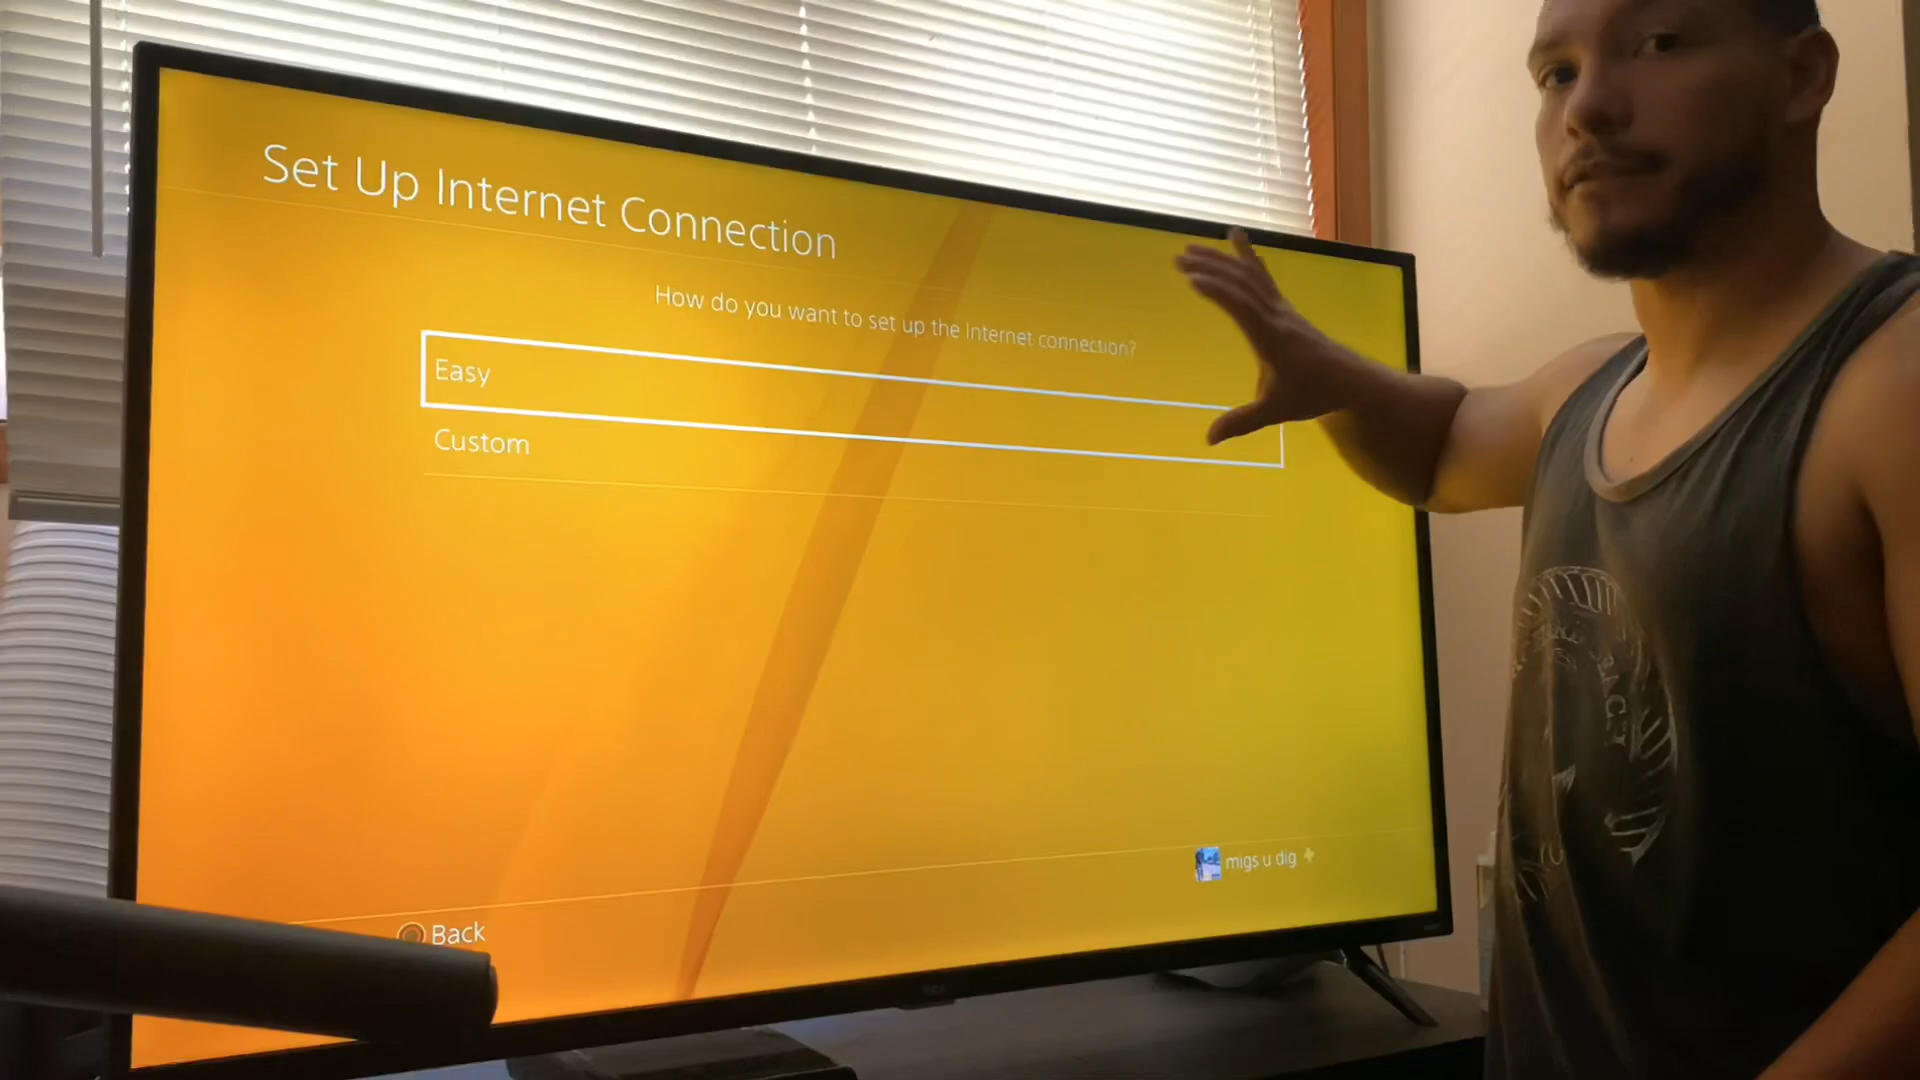 Set Up Internet Connection
How do you want to set up the Internet connection?
Easy
Custom
migs u dig
Back